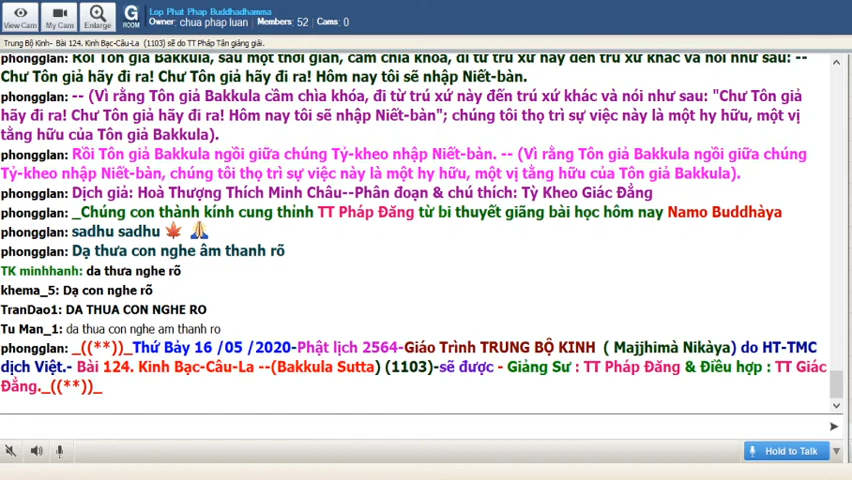 Lop Phat Phap Buddhadhamma
Owner: chua phap luan Members: 52 Cams: 0
View Cam
My Cam
Enlarge
G
ROOM
Trung Bộ Kinh- Bài 124. Kinh Bạc-Câu-La (1103) sẽ do TT Pháp Tân giảng giải.
phongglan: Rồi Tôn giả Bakkula, sau một thời gian, cầm chìa khóa, đi từ trú xứ này đến trú xứ khác và nói như sau: --
Chư Tôn giả hãy đi ra! Chư Tôn giả hãy đi ra! Hôm nay tôi sẽ nhập Niết-bàn.
phongglan: -- (Vì rằng Tôn giả Bakkula cầm chìa khóa, đi từ trú xứ này đến trú xứ khác và nói như sau: "Chư Tôn giả
hãy đi ra! Chư Tôn giả hãy đi ra! Hôm nay tôi sẽ nhập Niết-bàn"; chúng tôi thọ trì sự việc này là một hy hữu, một vị
tằng hữu của Tôn giả Bakkula).
phongglan: Rồi Tôn giả Bakkula ngồi giữa chúng Tỷ-kheo nhập Niết-bàn. -- (Vì rằng Tôn giả Bakkula ngồi giữa chúng
Tỷ-kheo nhập Niết-bàn, chúng tôi thọ trì sự việc này là một hy hữu, một vị tằng hữu của Tôn giả Bakkula).
phongglan: Dịch giả: Hoà Thượng Thích Minh Châu--Phân đoạn & chú thích: Tỳ Kheo Giác Đẳng
phongglan: _Chúng con thành kính cung thỉnh TT Pháp Đăng từ bi thuyết giãng bài học hôm nay Namo Buddhàya
phongglan: sadhu sadhu
phongglan: Dạ thưa con nghe âm thanh rõ
TK minhhanh: da thưa nghe rõ
khema_5: Dạ con nghe rõ
TranDao1: DA THUA CON NGHE RO
Tu Man_1: da thua con nghe am thanh ro
phongglan: _((**))_Thứ Bảy 16 /05 /2020-Phật lịch 2564-Giáo Trình TRUNG BỘ KINH ( Majjhimà Nikàya) do HT-TMC
dịch Việt.- Bài 124. Kinh Bạc-Câu-La --(Bakkula Sutta) (1103)-sẽ được - Giảng Sư : TT Pháp Đăng & Điều hợp : TT Giác
Đẳng._((**))_
Hold to Talk